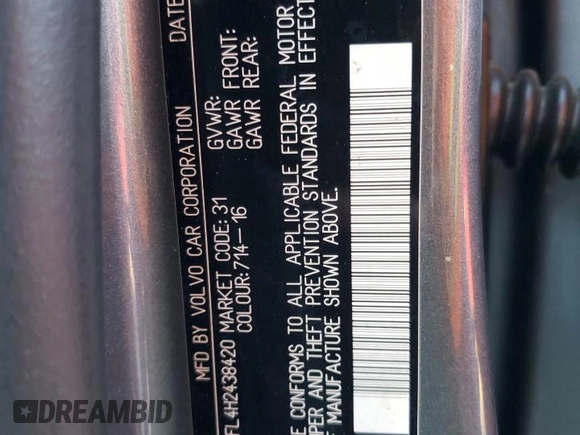 MFD BY VOLVO CAR CORPORATION DATE
GVWR:
GAWR FRONT:
GAWR REAR:
FL4H2438420 MARKET CODE: 31
COLOUR: 714-16
CONFORMS TO ALL APPLICABLE FEDERAL MOTOR
AND THEFT PREVENTION STANDARDS IN EFFECT
MANUFACTURE SHOWN ABOVE.
DREAMBID